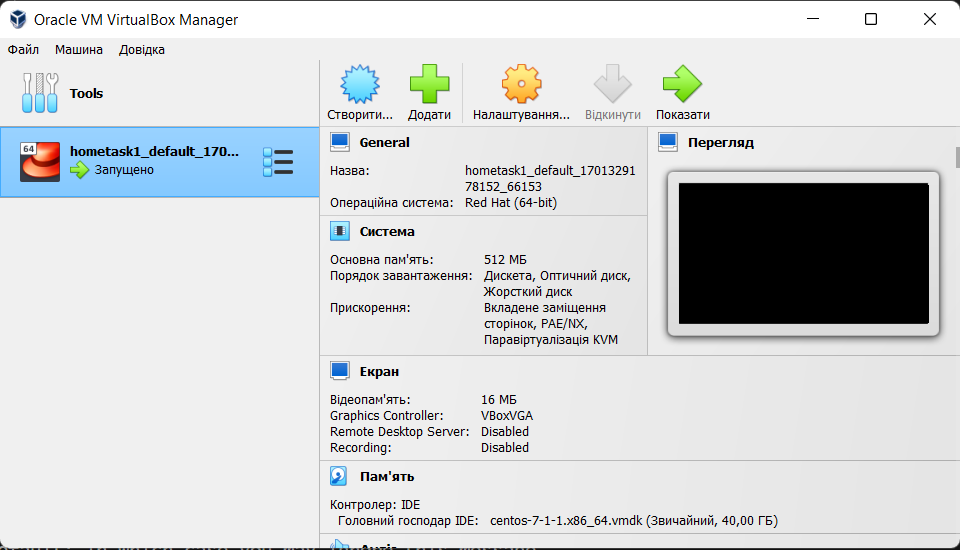 Oracle VM VirtualBox Manager
Файл Машина Довідка
Tools
Створити... Додати Налаштування... Відкинути Показати
64
hometask1_default_170...
Запущено
General
Назва: hometask1_default_17013291
78152_66153
Операційна система: Red Hat (64-bit)
Система
Основна пам'ять: 512 МБ
Порядок завантаження: Дискета, Оптичний диск,
Жорсткий диск
Прискорення: Вкладене заміщення
сторінок, PAE/NX,
Паравіртуалізація KVM
Перегляд
Екран
Відеопам'ять: 16 МБ
Graphics Controller: VBoxVGA
Remote Desktop Server: Disabled
Recording: Disabled
Пам'ять
Контролер: IDE
Головний господар IDE: centos-7-1-1.x86_64.vmdk (Звичайний, 40,00 ГБ)